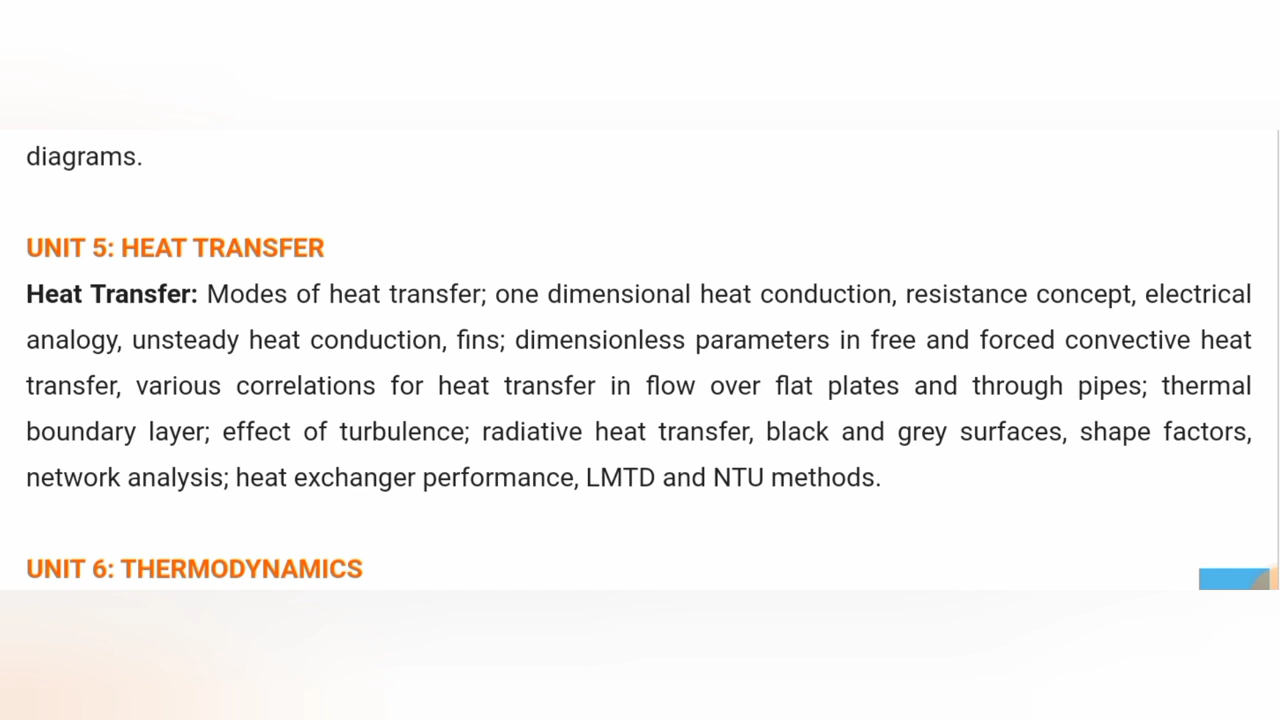 diagrams.
UNIT 5: HEAT TRANSFER
Heat Transfer: Modes of heat transfer; one dimensional heat conduction, resistance concept, electrical
analogy, unsteady heat conduction, fins; dimensionless parameters in free and forced convective heat
transfer, various correlations for heat transfer in flow over flat plates and through pipes; thermal
boundary layer; effect of turbulence; radiative heat transfer, black and grey surfaces, shape factors,
network analysis; heat exchanger performance, LMTD and NTU methods.
UNIT 6: THERMODYNAMICS